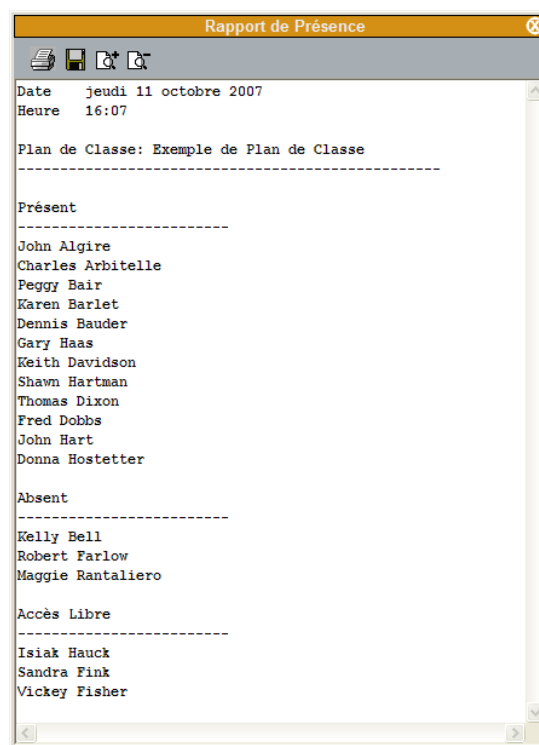 Rapport de Présence
Date jeudi 11 octobre 2007
Heure 16:07
Plan de Classe: Exemple de Plan de Classe
--------------------------------------------------
Présent
-------------------------
John Algire
Charles Arbitelle
Peggy Bair
Karen Barlet
Dennis Bauder
Gary Haas
Keith Davidson
Shawn Hartman
Thomas Dixon
Fred Dobbs
John Hart
Donna Hostetter
Absent
-------------------------
Kelly Bell
Robert Farlow
Maggie Rantaliero
Accès Libre
-------------------------
Isiak Hauck
Sandra Fink
Vickey Fisher